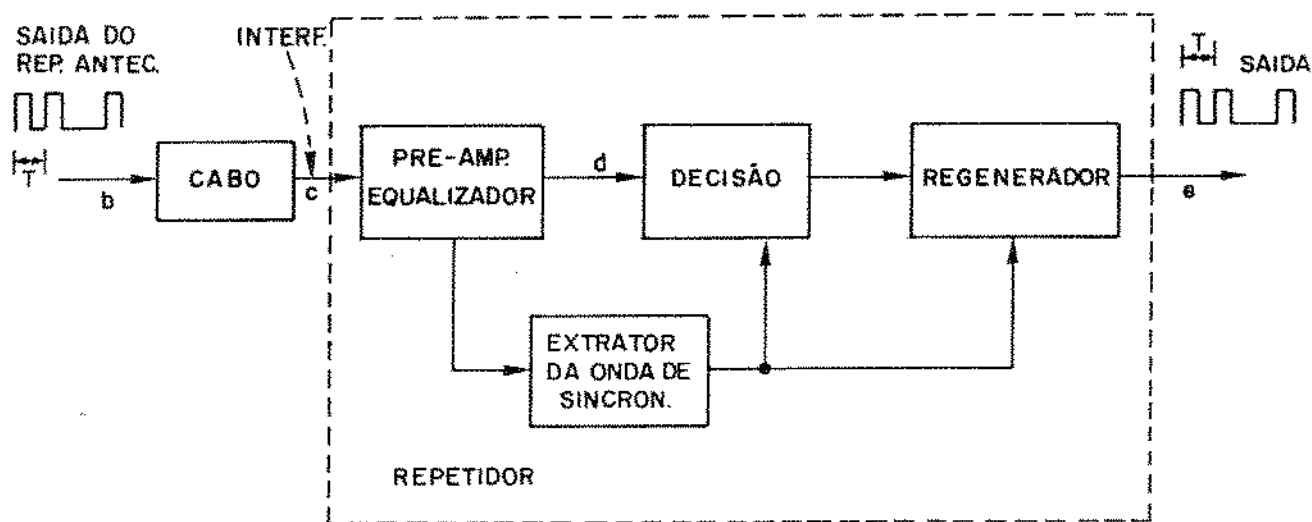 SAIDA DO
REP. ANTEC.
INTERF.
T
SAIDA
T
b
CABO
c
PRE-AMP.
EQUALIZADOR
d
DECISÃO
REGENERADOR
e
EXTRATOR
DA ONDA DE
SINCRON.
REPETIDOR